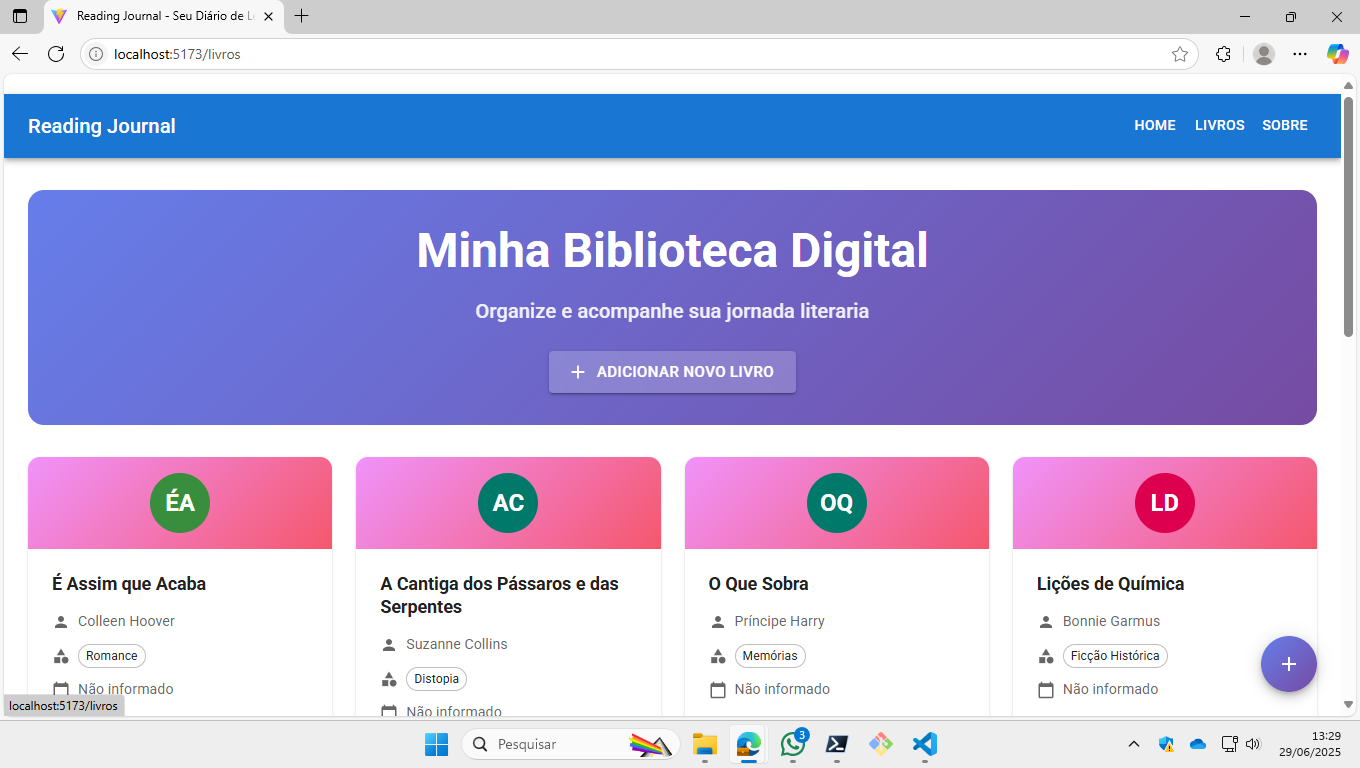 Reading Journal - Seu Diário de L
localhost:5173/livros
Reading Journal
HOME LIVROS SOBRE
Minha Biblioteca Digital
Organize e acompanhe sua jornada literaria
ADICIONAR NOVO LIVRO
ÉA
AC
OQ
LD
É Assim que Acaba
Colleen Hoover
Romance
Não informado
A Cantiga dos Pássaros e das
Serpentes
Suzanne Collins
Distopia
Não informado
O Que Sobra
Príncipe Harry
Memórias
Não informado
Lições de Química
Bonnie Garmus
Ficção Histórica
Não informado
localhost:5173/livros
Pesquisar
3
13:29
29/06/2025